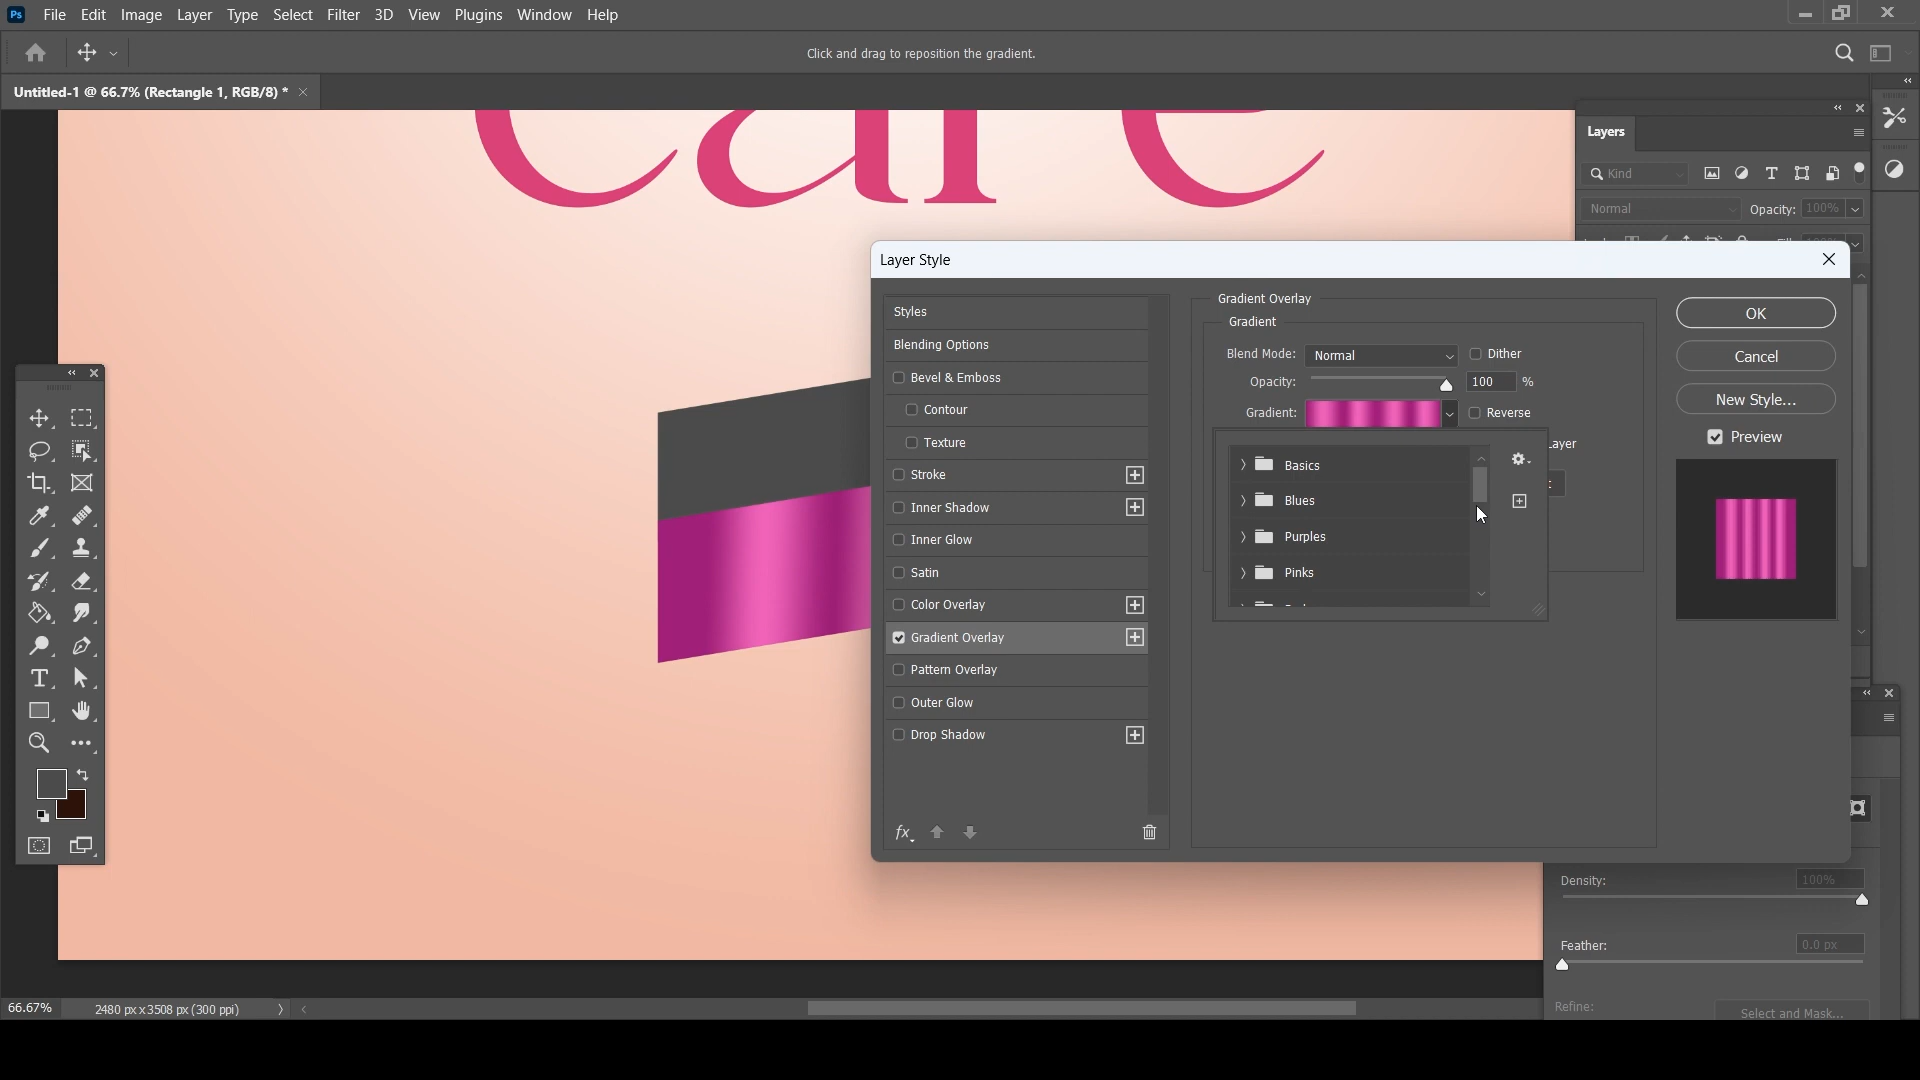 Ps File Edit Image Layer Type Select Filter 3D View Plugins Window Help
Click and drag to reposition the gradient.
Untitled-1 @ 66.7% (Rectangle 1, RGB/8) *
care
Layers
Kind
Normal Opacity: 100%
Layer Style
Styles
Blending Options
Bevel & Emboss
Contour
Texture
Stroke
Inner Shadow
Inner Glow
Satin
Color Overlay
Gradient Overlay
Pattern Overlay
Outer Glow
Drop Shadow
fx
Gradient Overlay
Gradient
Blend Mode: Normal Dither
Opacity: 100 %
Gradient: Reverse
Layer
Basics
Blues
Purples
Pinks
OK
Cancel
New Style...
Preview
Density: 100%
Feather: 0.0 px
Refine: Select and Mask...
66.67% 2480 px x 3508 px (300 ppi)